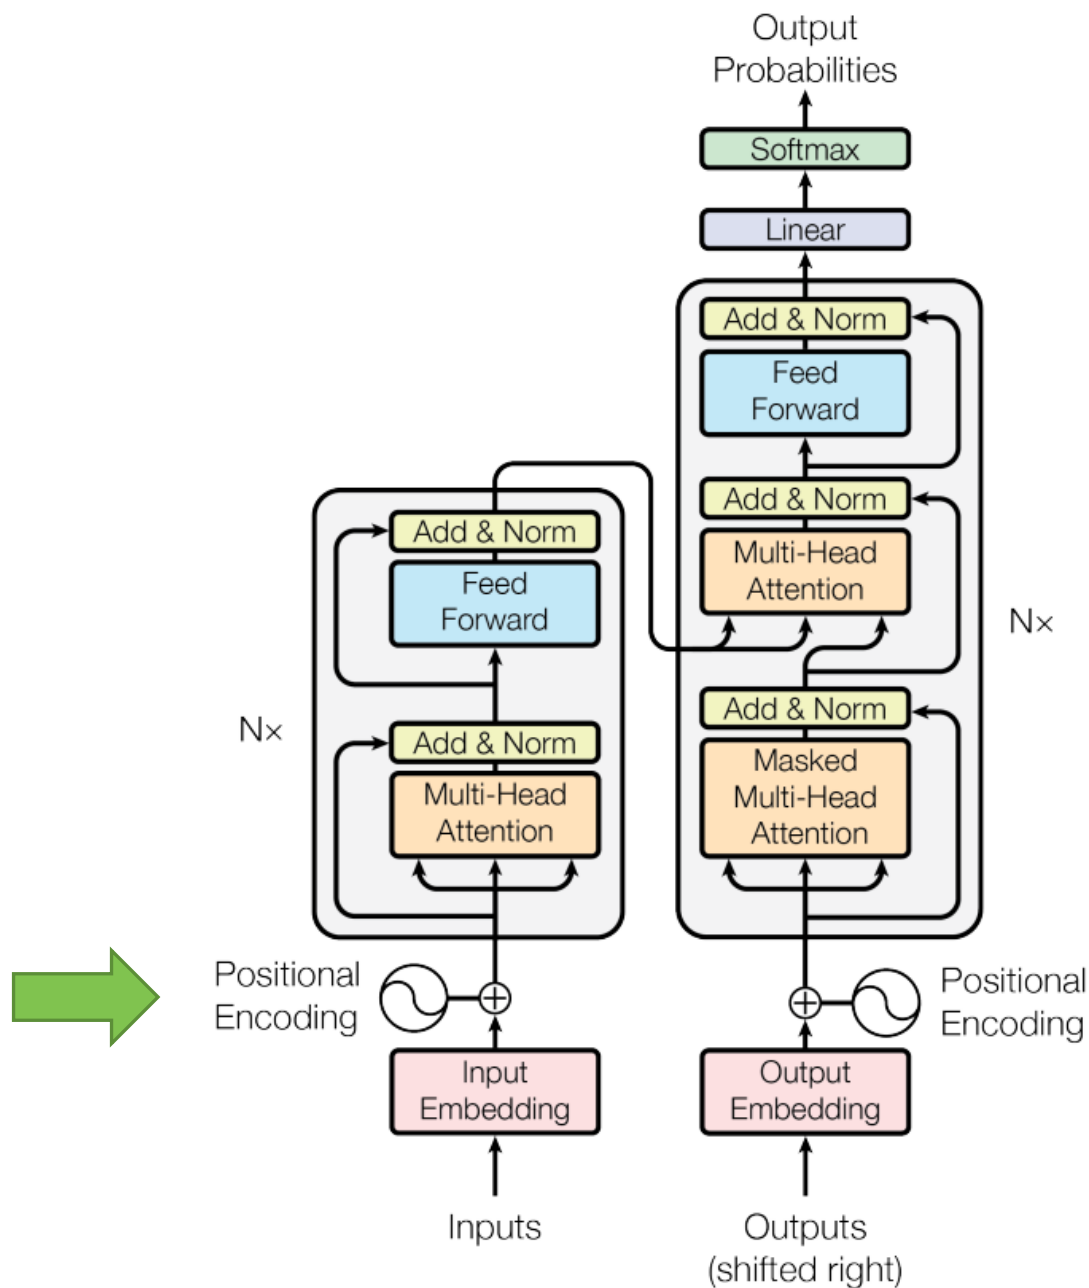 Output
Probabilities
Softmax
Linear
Add & Norm
Feed
Forward
Add & Norm
Multi-Head
Attention
Nx
Add & Norm
Masked
Multi-Head
Attention
Add & Norm
Feed
Forward
Nx
Add & Norm
Multi-Head
Attention
Positional
Encoding
Positional
Encoding
Input
Embedding
Output
Embedding
Inputs
Outputs
(shifted right)